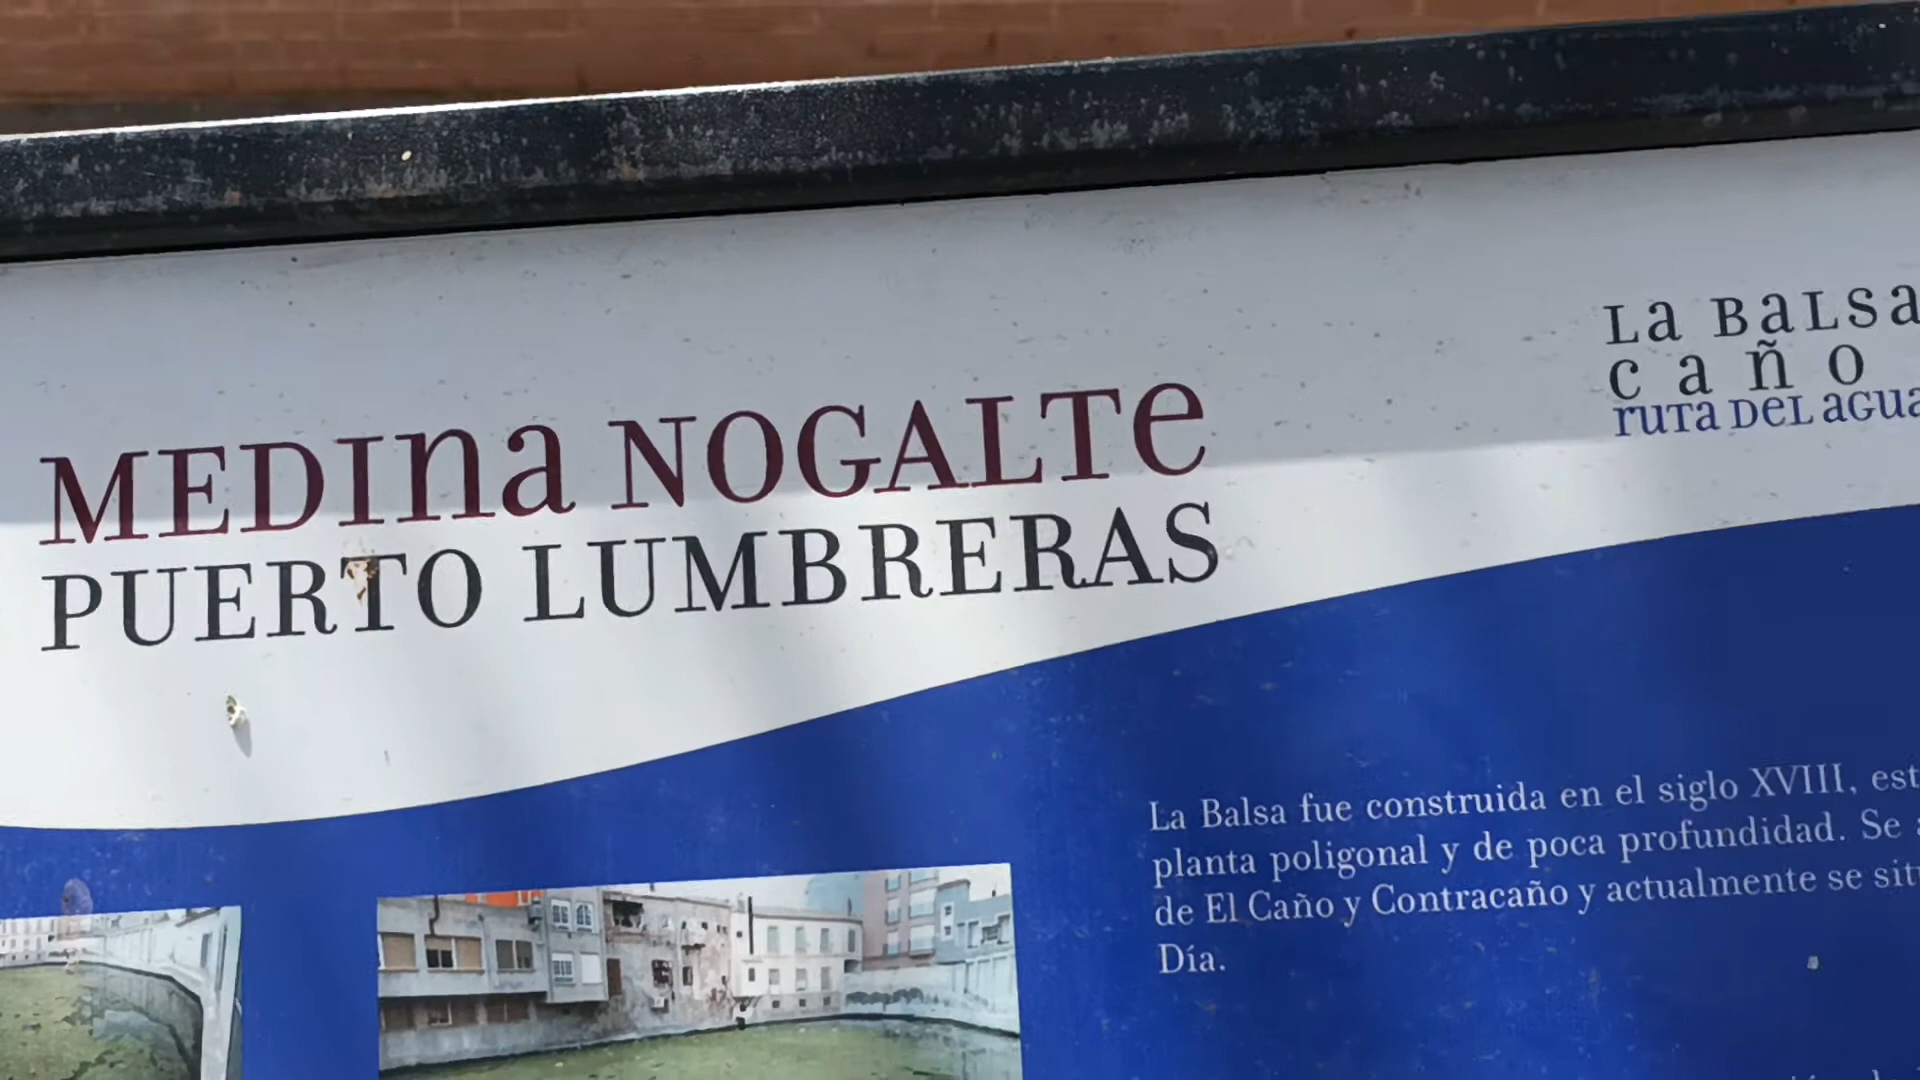 MEDINA NOGALTE
PUERTO LUMBRERAS
La Balsa
caño
ruta del agua
La Balsa fue construida en el siglo XVIII,
planta poligonal y de poca profundidad. Se
de El Caño y Contracaño y actualmente se
Día.